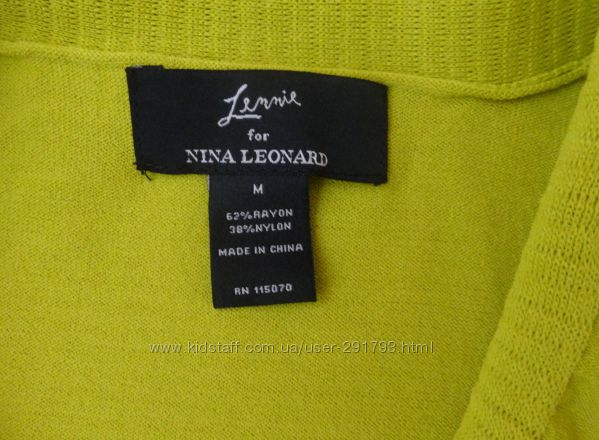 Lennie
for
NINA LEONARD
M
62%RAYON
38%NYLON
MADE IN CHINA
RN 115070
www.kidstaff.com.ua/user-291793.html